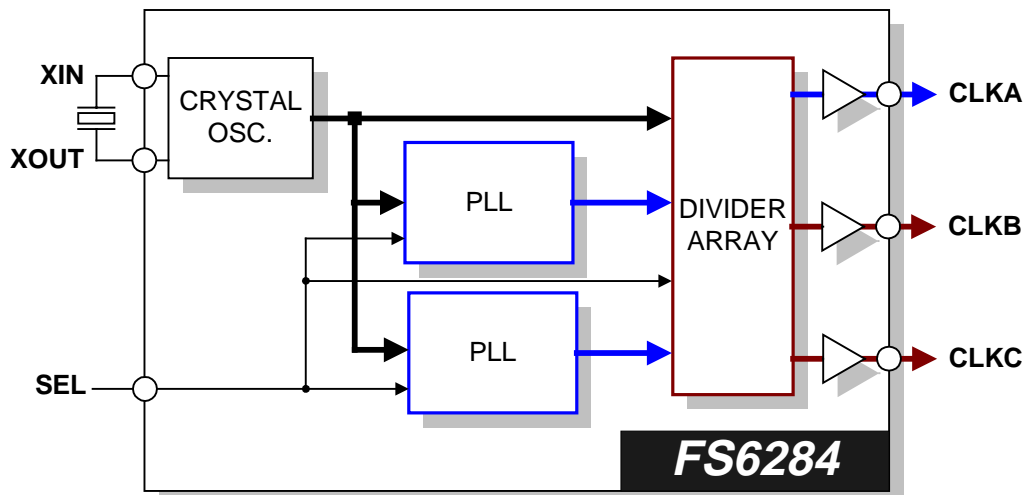 XIN
XOUT
CRYSTAL
OSC.
PLL
DIVIDER
ARRAY
CLKA
CLKB
PLL
CLKC
SEL
FS6284